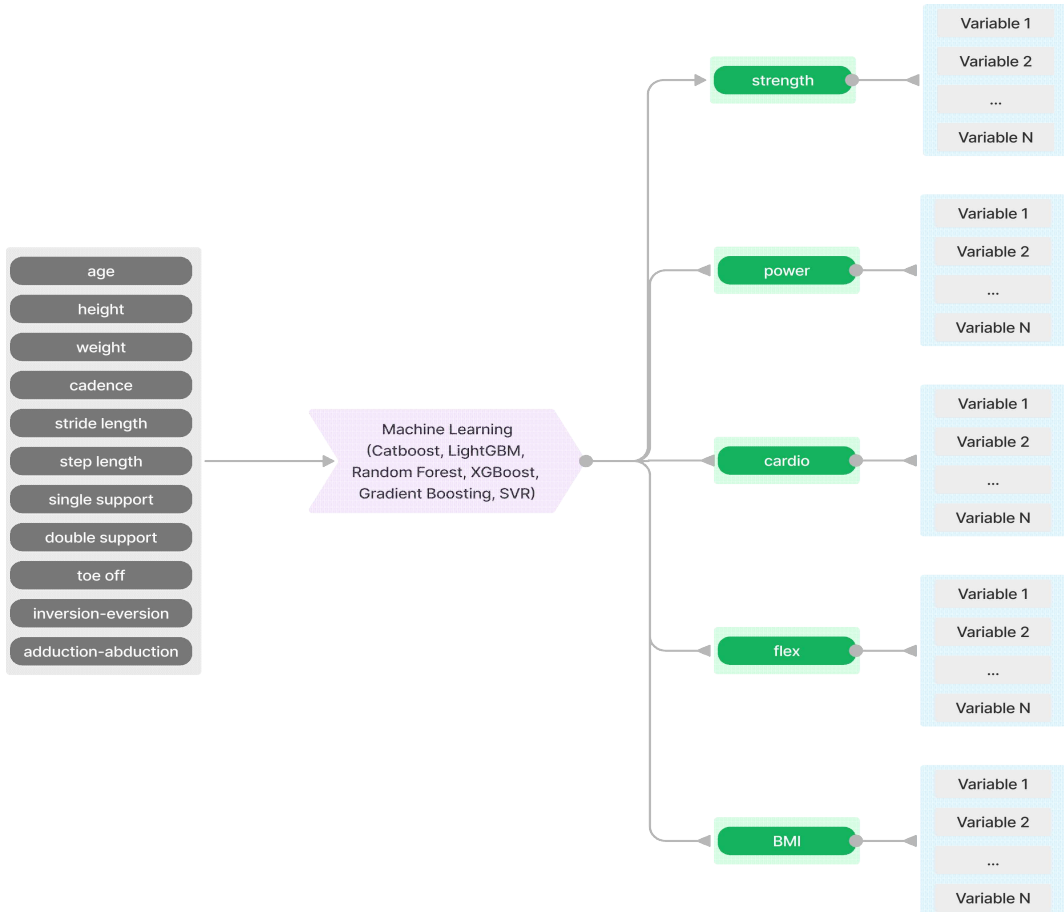 age
height
weight
cadence
stride length
step length
single support
double support
toe off
inversion-eversion
adduction-abduction
Machine Learning
(Catboost, LightGBM,
Random Forest, XGBoost,
Gradient Boosting, SVR)
strength
Variable 1
Variable 2
...
Variable N
power
Variable 1
Variable 2
...
Variable N
cardio
Variable 1
Variable 2
...
Variable N
flex
Variable 1
Variable 2
...
Variable N
BMI
Variable 1
Variable 2
...
Variable N